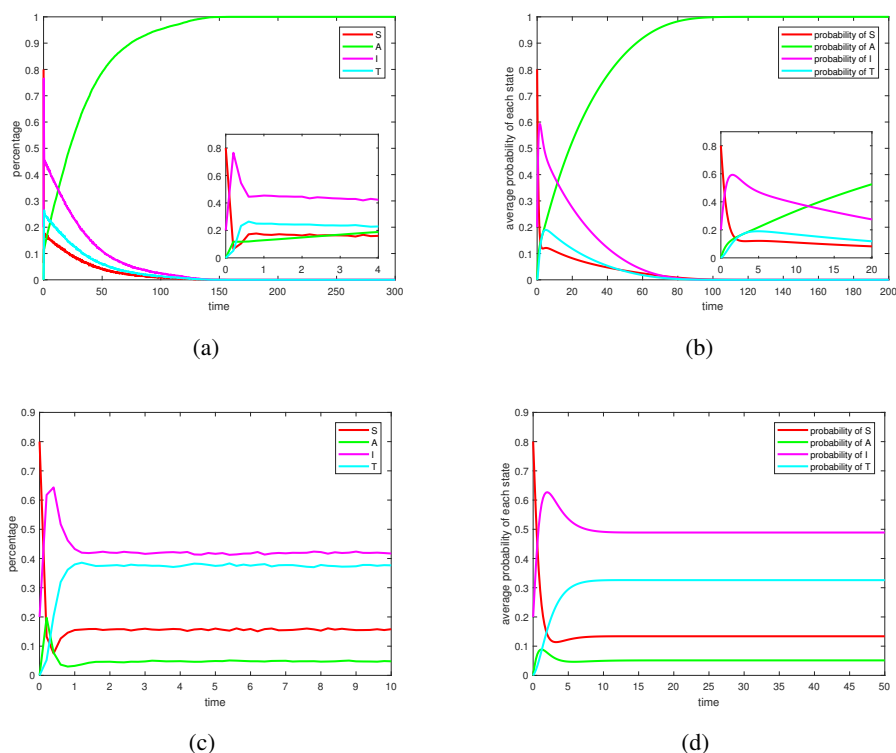 1
0.9
0.8
0.7
0.6
0.5
0.4
0.3
0.2
0.1
0
percentage
S
A
I
T
0.8
0.6
0.4
0.2
0
0 1 2 3 4
0 50 100 150 200 250 300
time
(a)
1
0.9
0.8
0.7
0.6
0.5
0.4
0.3
0.2
0.1
0
average probability of each state
probability of S
probability of A
probability of I
probability of T
0.8
0.6
0.4
0.2
0
0 5 10 15 20
0 20 40 60 80 100 120 140 160 180 200
time
(b)
0.9
0.8
0.7
0.6
0.5
0.4
0.3
0.2
0.1
0
percentage
S
A
I
T
0 1 2 3 4 5 6 7 8 9 10
time
(c)
0.9
0.8
0.7
0.6
0.5
0.4
0.3
0.2
0.1
0
average probability of each state
probability of S
probability of A
probability of I
probability of T
0 5 10 15 20 25 30 35 40 45 50
time
(d)